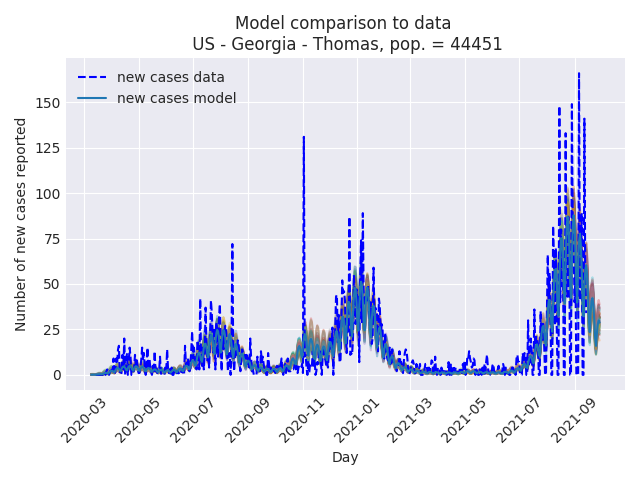 Model comparison to data
US - Georgia - Thomas, pop. = 44451
new cases data
new cases model
Number of new cases reported
150
125
100
75
50
25
0
2020-03
2020-05
2020-07
2020-09
2020-11
2021-01
2021-03
2021-05
2021-07
2021-09
Day